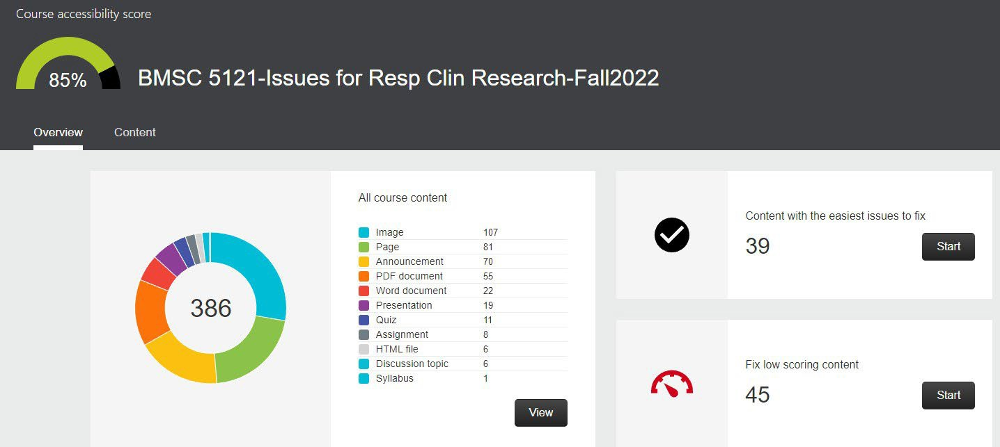 Course accessibility score
85%
BMSC 5121-Issues for Resp Clin Research-Fall2022
Overview Content
386
All course content
Image 107
Page 81
Announcement 70
PDF document 55
Word document 22
Presentation 19
Quiz 11
Assignment 8
HTML file 6
Discussion topic 6
Syllabus 1
View
Content with the easiest issues to fix
39
Start
Fix low scoring content
45
Start